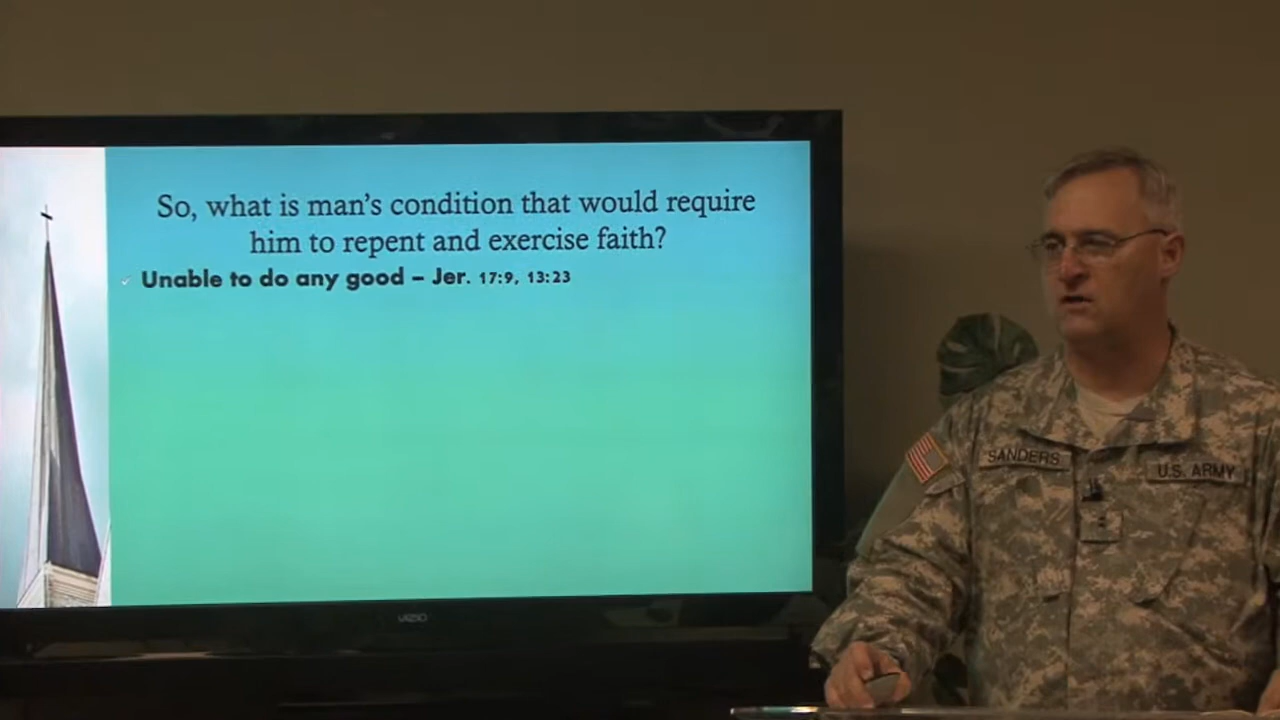 So, what is man's condition that would require
him to repent and exercise faith?
Unable to do any good – Jer. 17:9, 13:23
SANDERS
U.S. ARMY
VIZIO